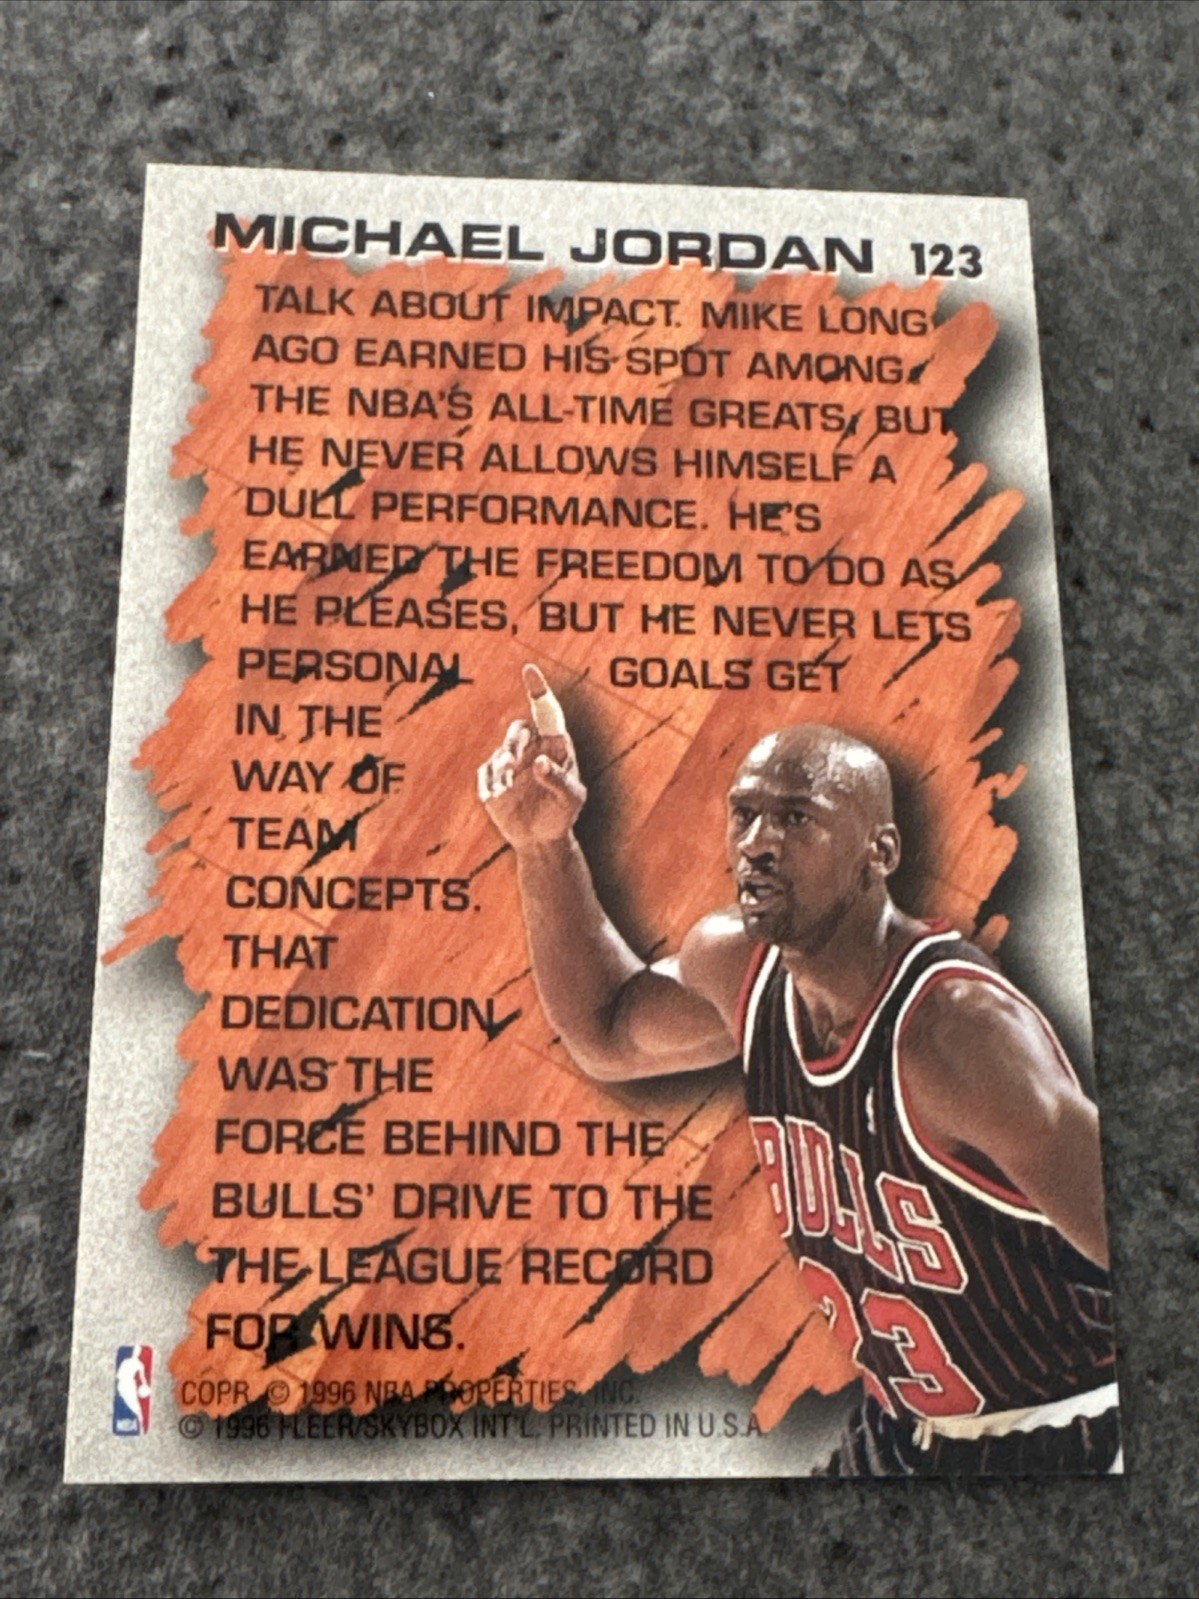 MICHAEL JORDAN 123
TALK ABOUT IMPACT. MIKE LONG
AGO EARNED HIS SPOT AMONG
THE NBA'S ALL-TIME GREATS, BUT
HE NEVER ALLOWS HIMSELF A
DULL PERFORMANCE. HE'S
EARNED THE FREEDOM TO DO AS
HE PLEASES, BUT HE NEVER LETS
PERSONAL GOALS GET
IN THE
WAY OF
TEAM
CONCEPTS.
THAT
DEDICATION
WAS THE
FORCE BEHIND THE
BULLS' DRIVE TO THE
THE LEAGUE RECORD
FOR WINS.
BULLS
23
NBA
COPR. © 1996 NBA PROPERTIES, INC.
© 1996 FLEER/SKYBOX INT'L. PRINTED IN U.S.A.